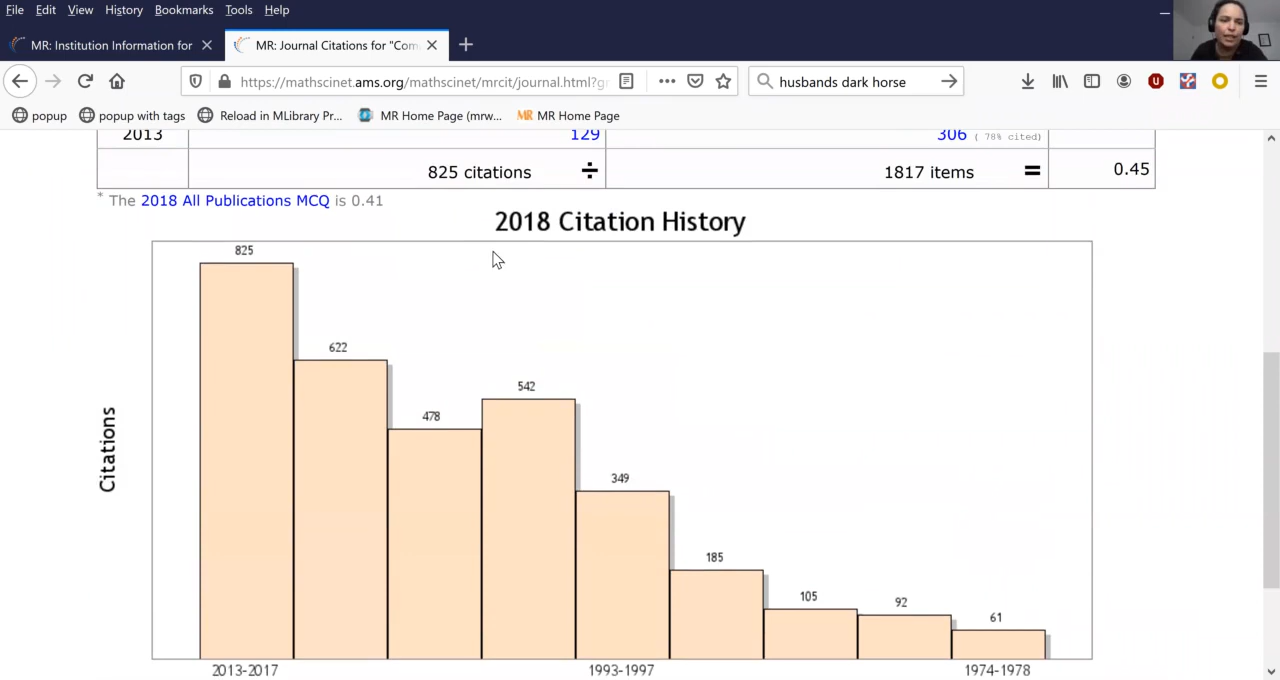 File Edit View History Bookmarks Tools Help
MR: Institution Information for
MR: Journal Citations for "Com
https://mathscinet.ams.org/mathscinet/mrcit/journal.html?g
husbands dark horse
popup popup with tags Reload in MLibrary Pr... MR Home Page (mrw... MR MR Home Page
2013 129 306 ( 78% cited)
825 citations ÷ 1817 items = 0.45
* The 2018 All Publications MCQ is 0.41
2018 Citation History
825
622
542
478
349
185
105
92
61
Citations
2013-2017 1993-1997 1974-1978